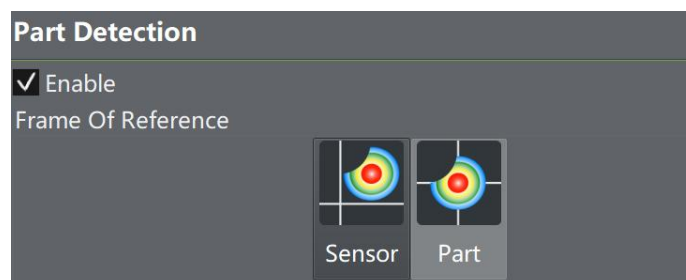 Part Detection
Enable
Frame Of Reference
Sensor Part